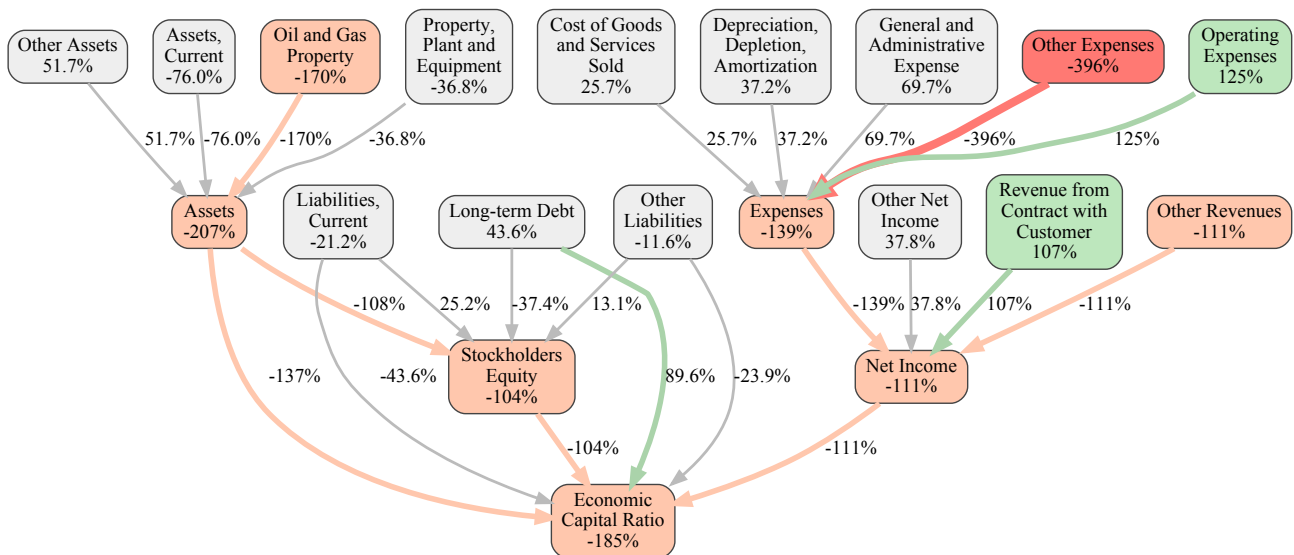 Other Assets
51.7%
Assets,
Current
-76.0%
Oil and Gas
Property
-170%
Property,
Plant and
Equipment
-36.8%
Cost of Goods
and Services
Sold
25.7%
Depreciation,
Depletion,
Amortization
37.2%
General and
Administrative
Expense
69.7%
Other Expenses
-396%
Operating
Expenses
125%
51.7%
-76.0%
-170%
-36.8%
25.7%
37.2%
69.7%
-396%
125%
Assets
-207%
Liabilities,
Current
-21.2%
Long-term Debt
43.6%
Other
Liabilities
-11.6%
Expenses
-139%
Other Net
Income
37.8%
Revenue from
Contract with
Customer
107%
Other Revenues
-111%
-108%
25.2%
-37.4%
13.1%
-139%
37.8%
107%
-111%
Stockholders
Equity
-104%
Net Income
-111%
-137%
-43.6%
89.6%
-23.9%
-104%
-111%
Economic
Capital Ratio
-185%